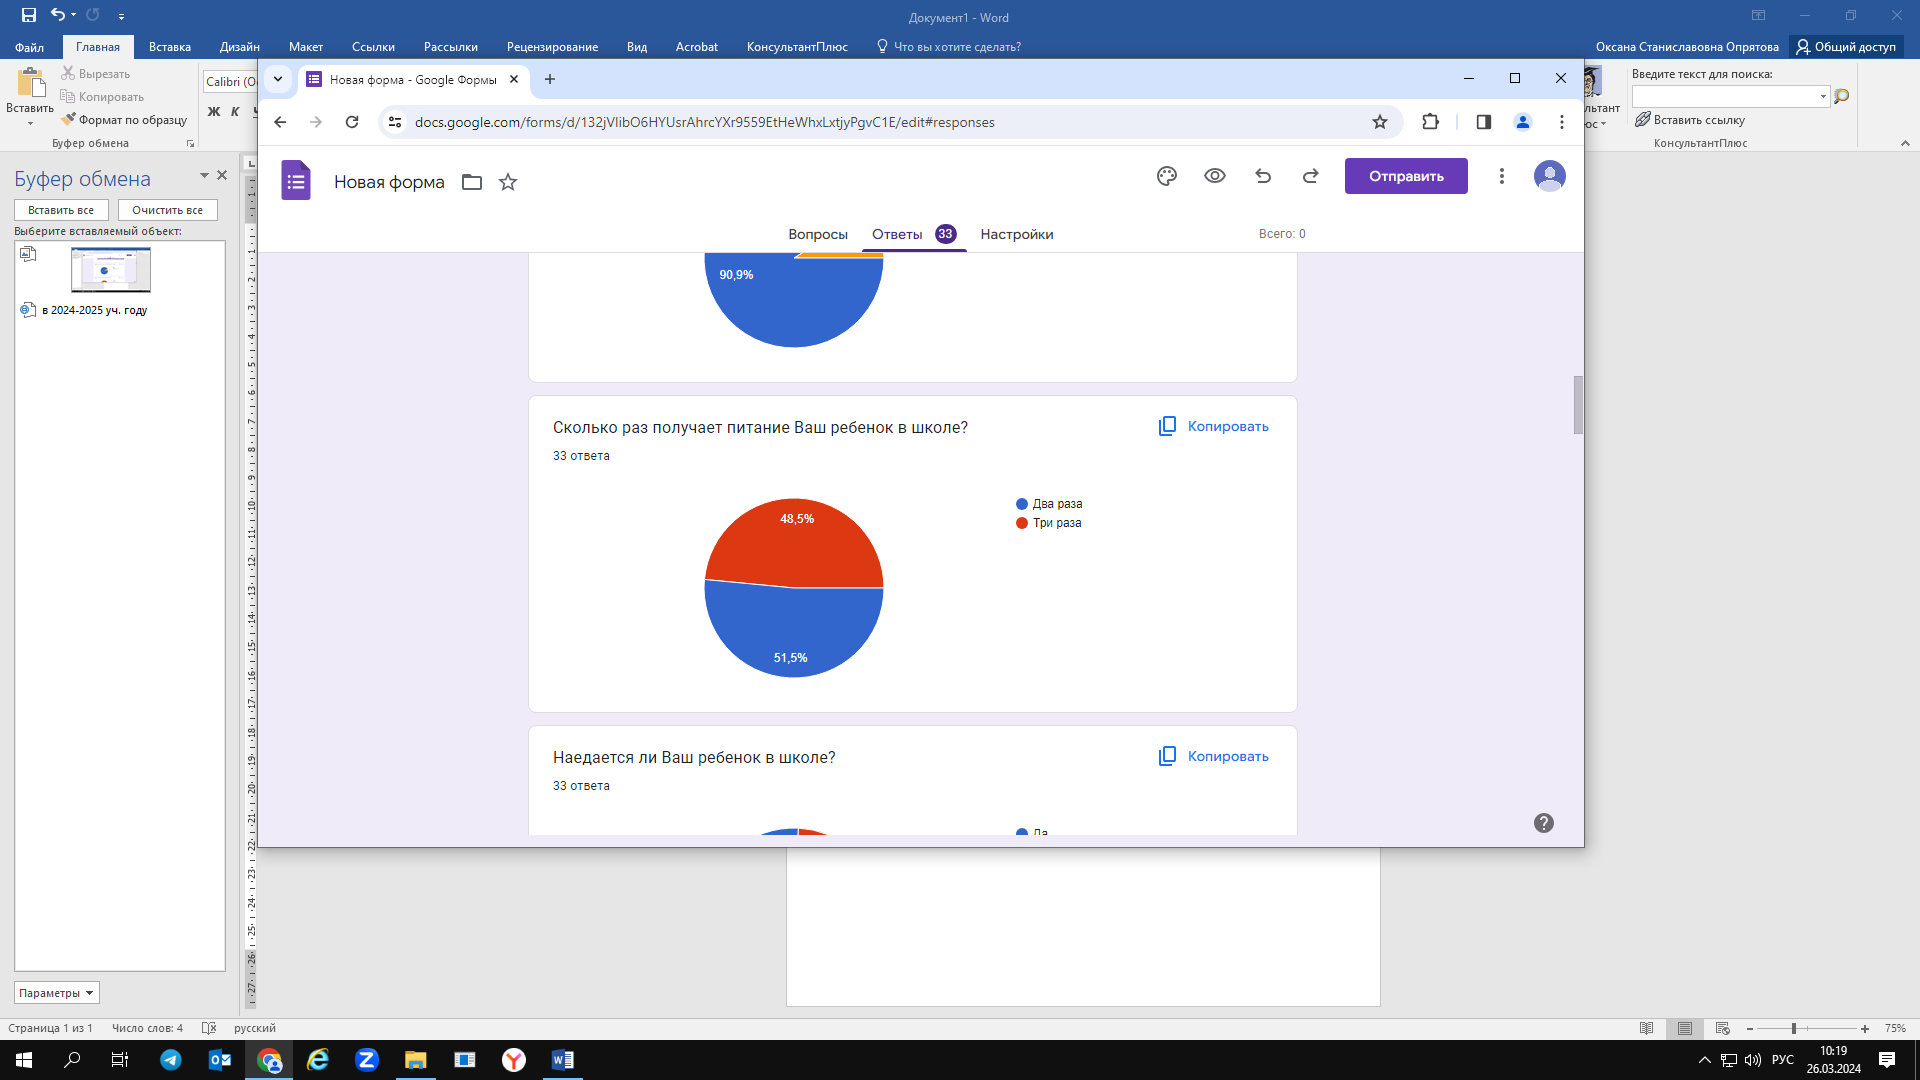 Документ1 - Word
Файл Главная Вставка Дизайн Макет Ссылки Рассылки Рецензирование Вид Acrobat КонсультантПлюс Что вы хотите сделать? Оксана Станиславовна Опрятова Общий доступ
Вставить
Вырезать
Копировать
Формат по образцу
Буфер обмена
Calibri (О
Ж К
Введите текст для поиска:
Вставить ссылку
КонсультантПлюс
Буфер обмена
Вставить все Очистить все
Выберите вставляемый объект:
в 2024-2025 уч. году
Параметры
Новая форма - Google Формы
docs.google.com/forms/d/132jVlibO6HYUsrAhrcYXr9559EtHeWhxLxtjyPgvC1E/edit#responses
Новая форма
Отправить
Вопросы Ответы 33 Настройки Всего: 0
90,9%
Сколько раз получает питание Ваш ребенок в школе?
Копировать
33 ответа
48,5%
51,5%
Два раза
Три раза
Наедается ли Ваш ребенок в школе?
Копировать
33 ответа
Да
Страница 1 из 1 Число слов: 4 русский 75%
РУС
10:19
26.03.2024